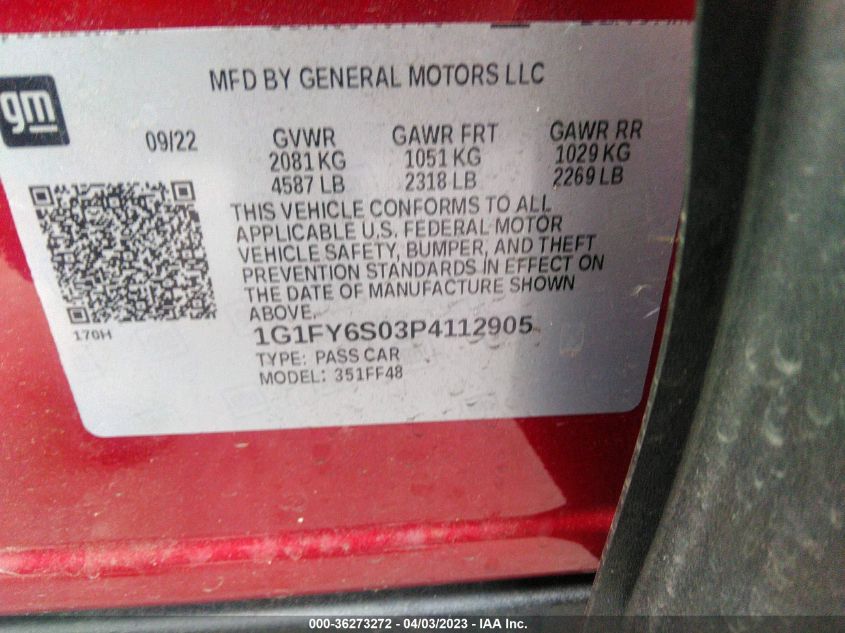 MFD BY GENERAL MOTORS LLC
gm
09/22 GVWR GAWR FRT GAWR RR
2081 KG 1051 KG 1029 KG
4587 LB 2318 LB 2269 LB
THIS VEHICLE CONFORMS TO ALL
APPLICABLE U.S. FEDERAL MOTOR
VEHICLE SAFETY, BUMPER, AND THEFT
PREVENTION STANDARDS IN EFFECT ON
THE DATE OF MANUFACTURE SHOWN
ABOVE.
170H
1G1FY6S03P4112905
TYPE: PASS CAR
MODEL: 351FF48
000-36273272 - 04/03/2023 - IAA Inc.